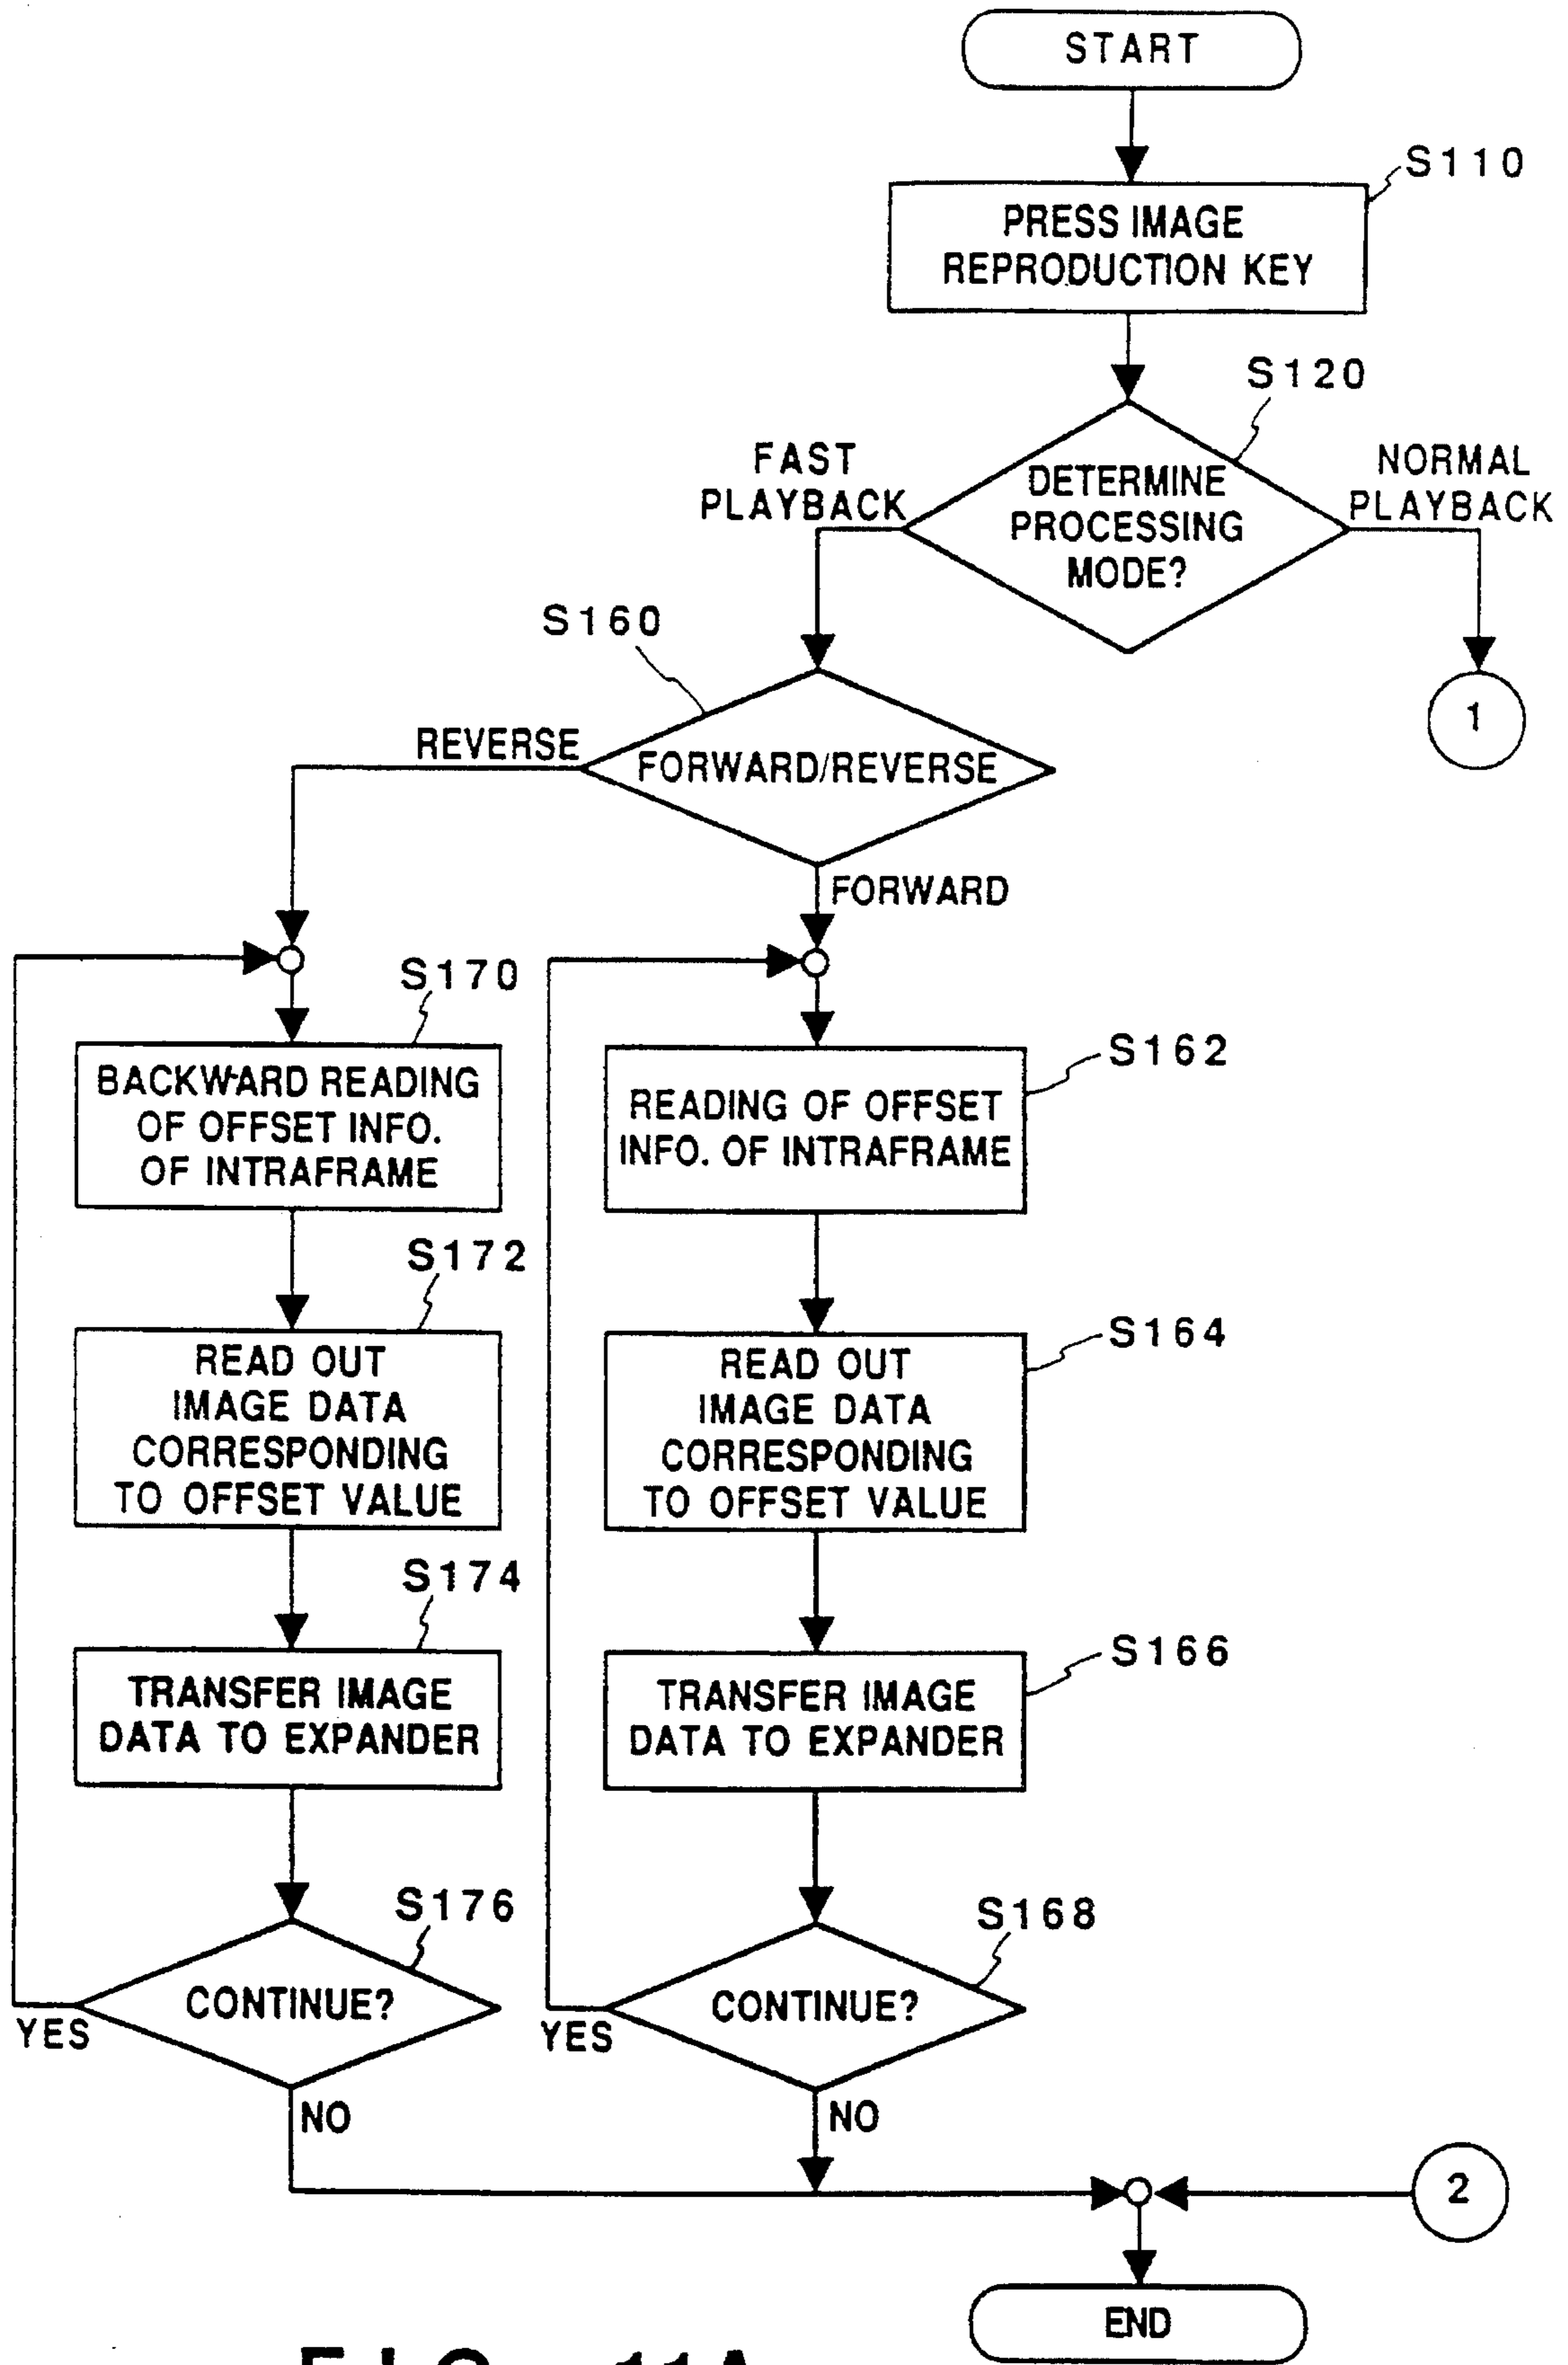 START
S110
PRESS IMAGE
REPRODUCTION KEY
S120
FAST
PLAYBACK
DETERMINE
PROCESSING
MODE?
NORMAL
PLAYBACK
S160
1
REVERSE
FORWARD/REVERSE
FORWARD
S170
BACKWARD READING
OF OFFSET INFO.
OF INTRAFRAME
S162
READING OF OFFSET
INFO. OF INTRAFRAME
S172
READ OUT
IMAGE DATA
CORRESPONDING
TO OFFSET VALUE
S164
READ OUT
IMAGE DATA
CORRESPONDING
TO OFFSET VALUE
S174
TRANSFER IMAGE
DATA TO EXPANDER
S166
TRANSFER IMAGE
DATA TO EXPANDER
S176
CONTINUE?
YES
NO
S168
CONTINUE?
YES
NO
2
END
FIG. 11A